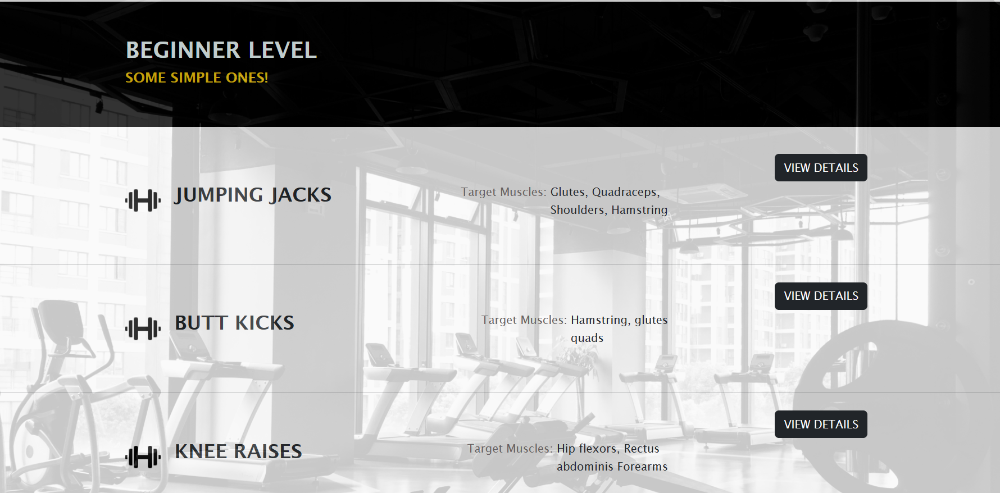 BEGINNER LEVEL
SOME SIMPLE ONES!
VIEW DETAILS
JUMPING JACKS
Target Muscles: Glutes, Quadraceps,
Shoulders, Hamstring
VIEW DETAILS
BUTT KICKS
Target Muscles: Hamstring, glutes
quads
VIEW DETAILS
KNEE RAISES
Target Muscles: Hip flexors, Rectus
abdominis Forearms